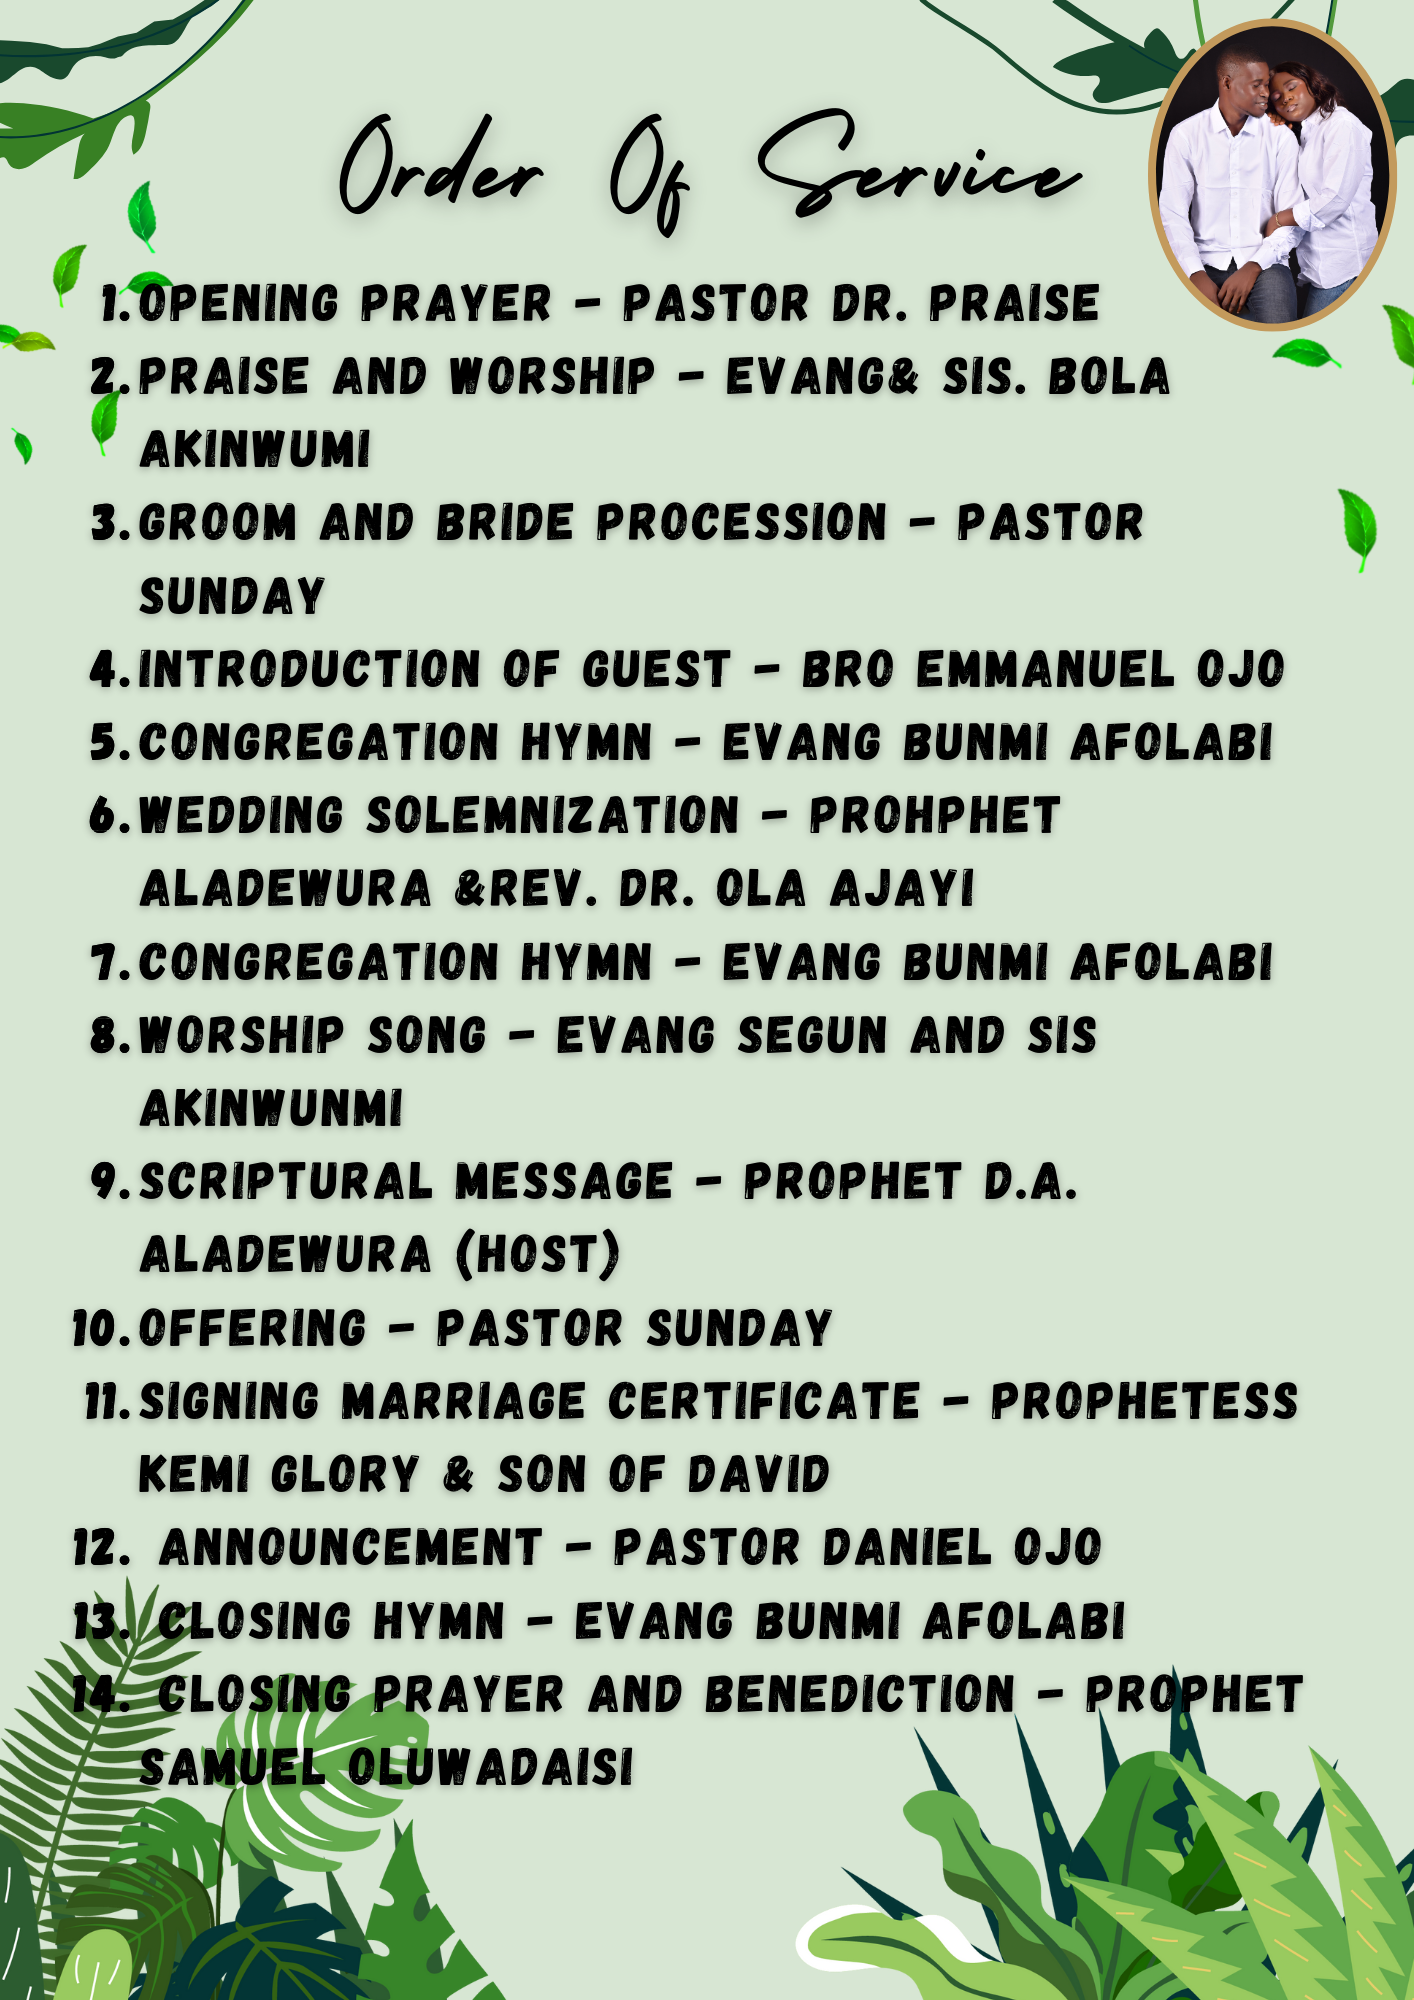 Order Of Service
1. OPENING PRAYER - PASTOR DR. PRAISE
2. PRAISE AND WORSHIP - EVANG& SIS. BOLA
AKINWUMI
3. GROOM AND BRIDE PROCESSION - PASTOR
SUNDAY
4. INTRODUCTION OF GUEST - BRO EMMANUEL OJO
5. CONGREGATION HYMN - EVANG BUNMI AFOLABI
6. WEDDING SOLEMNIZATION - PROHPHET
ALADEWURA &REV. DR. OLA AJAYI
7. CONGREGATION HYMN - EVANG BUNMI AFOLABI
8. WORSHIP SONG - EVANG SEGUN AND SIS
AKINWUNMI
9. SCRIPTURAL MESSAGE - PROPHET D.A.
ALADEWURA (HOST)
10. OFFERING - PASTOR SUNDAY
11. SIGNING MARRIAGE CERTIFICATE - PROPHETESS
KEMI GLORY & SON OF DAVID
12. ANNOUNCEMENT - PASTOR DANIEL OJO
13. CLOSING HYMN - EVANG BUNMI AFOLABI
14. CLOSING PRAYER AND BENEDICTION - PROPHET
SAMUEL OLUWADAISI